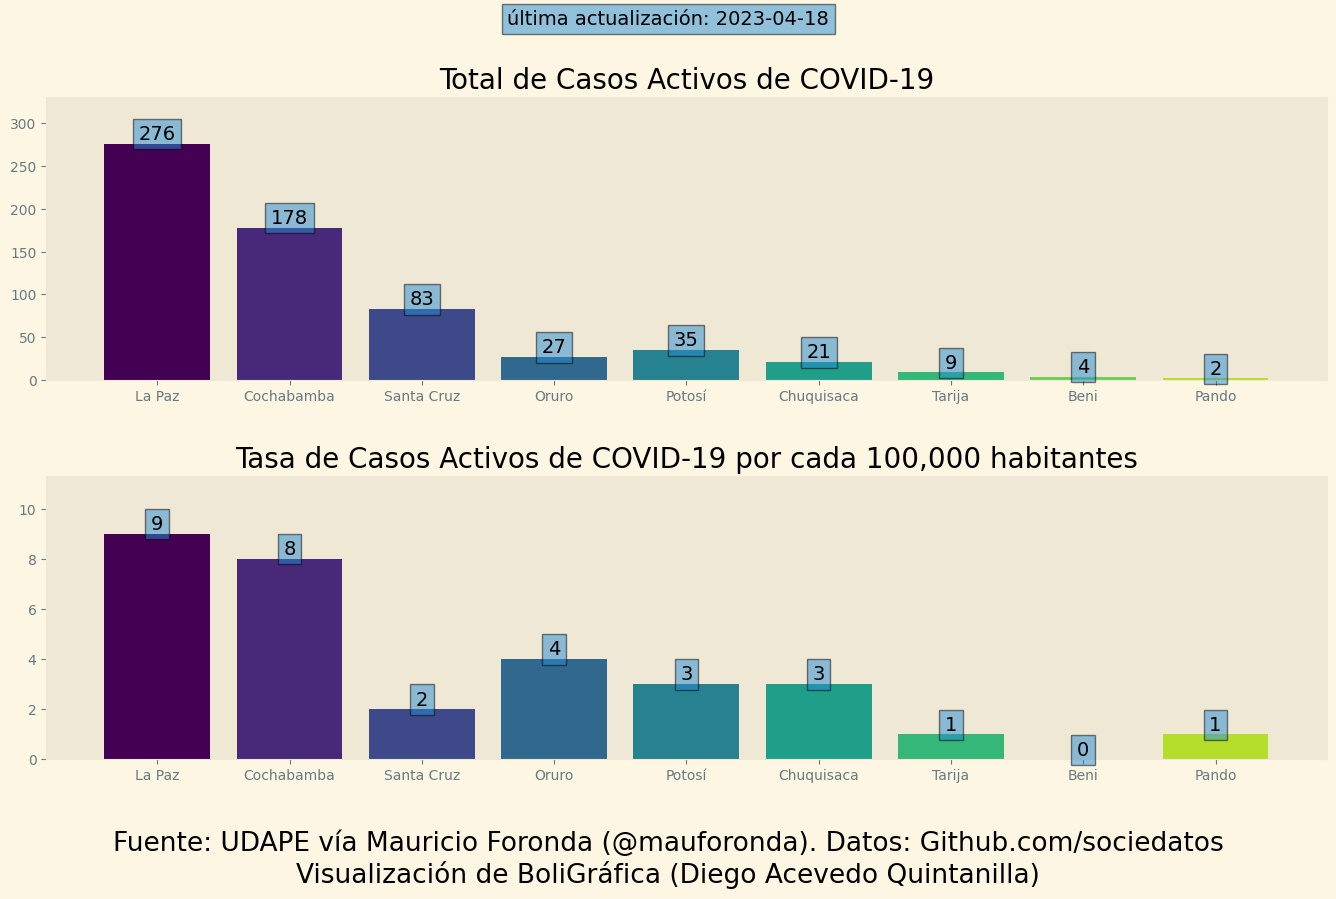 última actualización: 2023-04-18
Total de Casos Activos de COVID-19
300
250
200
150
100
50
0
276
178
83
27
35
21
9
4
2
La Paz
Cochabamba
Santa Cruz
Oruro
Potosí
Chuquisaca
Tarija
Beni
Pando
Tasa de Casos Activos de COVID-19 por cada 100,000 habitantes
10
8
6
4
2
0
9
8
2
4
3
3
1
0
1
La Paz
Cochabamba
Santa Cruz
Oruro
Potosí
Chuquisaca
Tarija
Beni
Pando
Fuente: UDAPE vía Mauricio Foronda (@mauforonda). Datos: Github.com/sociedatos
Visualización de BoliGráfica (Diego Acevedo Quintanilla)